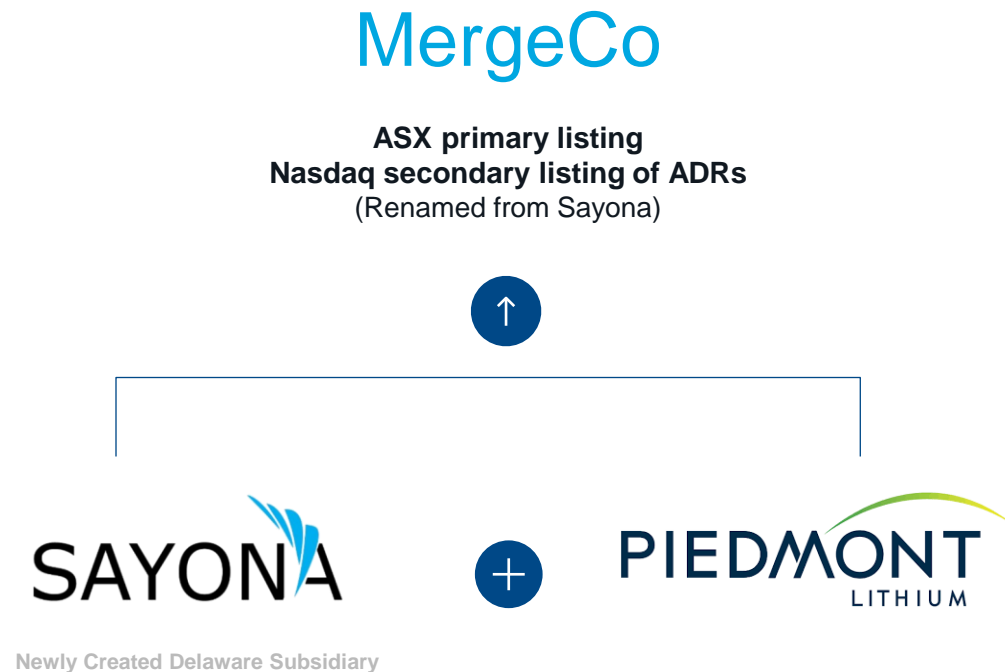 MergeCo
ASX primary listing
Nasdaq secondary listing of ADRs
(Renamed from Sayona)
SAYONA
PIEDMONT
LITHIUM
Newly Created Delaware Subsidiary